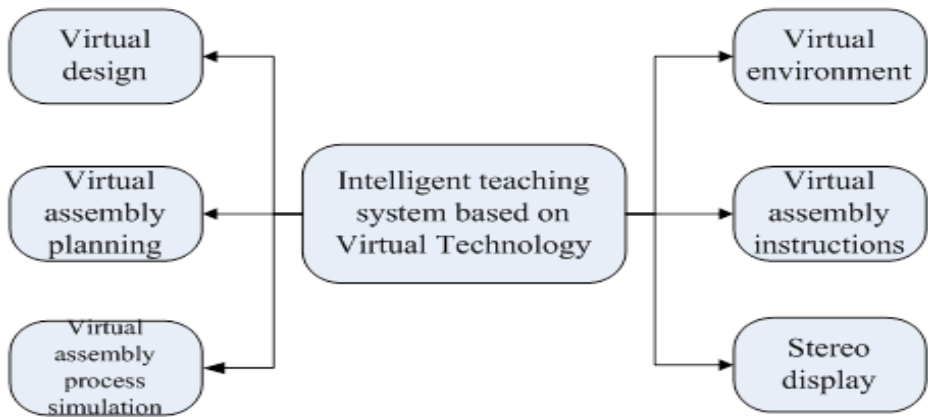 Virtual
design
Virtual
assembly
planning
Virtual
assembly
process
simulation
Intelligent teaching
system based on
Virtual Technology
Virtual
environment
Virtual
assembly
instructions
Stereo
display